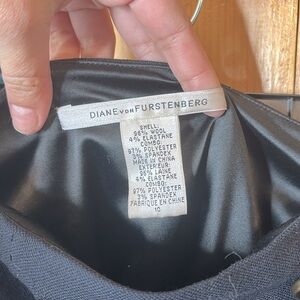 DIANE VON FURSTENBERG
SHELL:
96% WOOL
4% ELASTANE
COMBO:
97% POLYESTER
3% SPANDEX
MADE IN CHINA
EXTERIEUR:
96% LAINE
4% ELASTANE
COMBO:
97% POLYESTER
3% SPANDEX
FABRIQUE EN CHINE
10